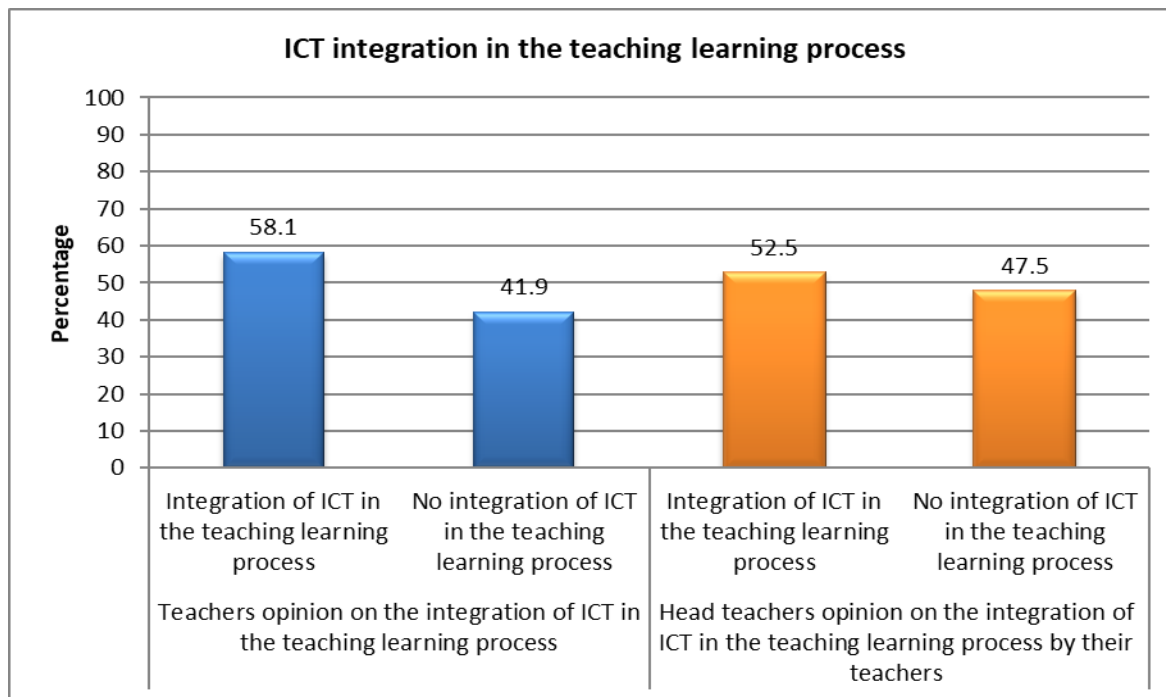 ICT integration in the teaching learning process
Percentage
100
90
80
70
60
50
40
30
20
10
0
58.1
41.9
52.5
47.5
Integration of ICT in
the teaching learning
process
No integration of ICT
in the teaching
learning process
Integration of ICT in
the teaching learning
process
No integration of ICT
in the teaching
learning process
Teachers opinion on the integration of ICT in
the teaching learning process
Head teachers opinion on the integration of
ICT in the teaching learning process by their
teachers